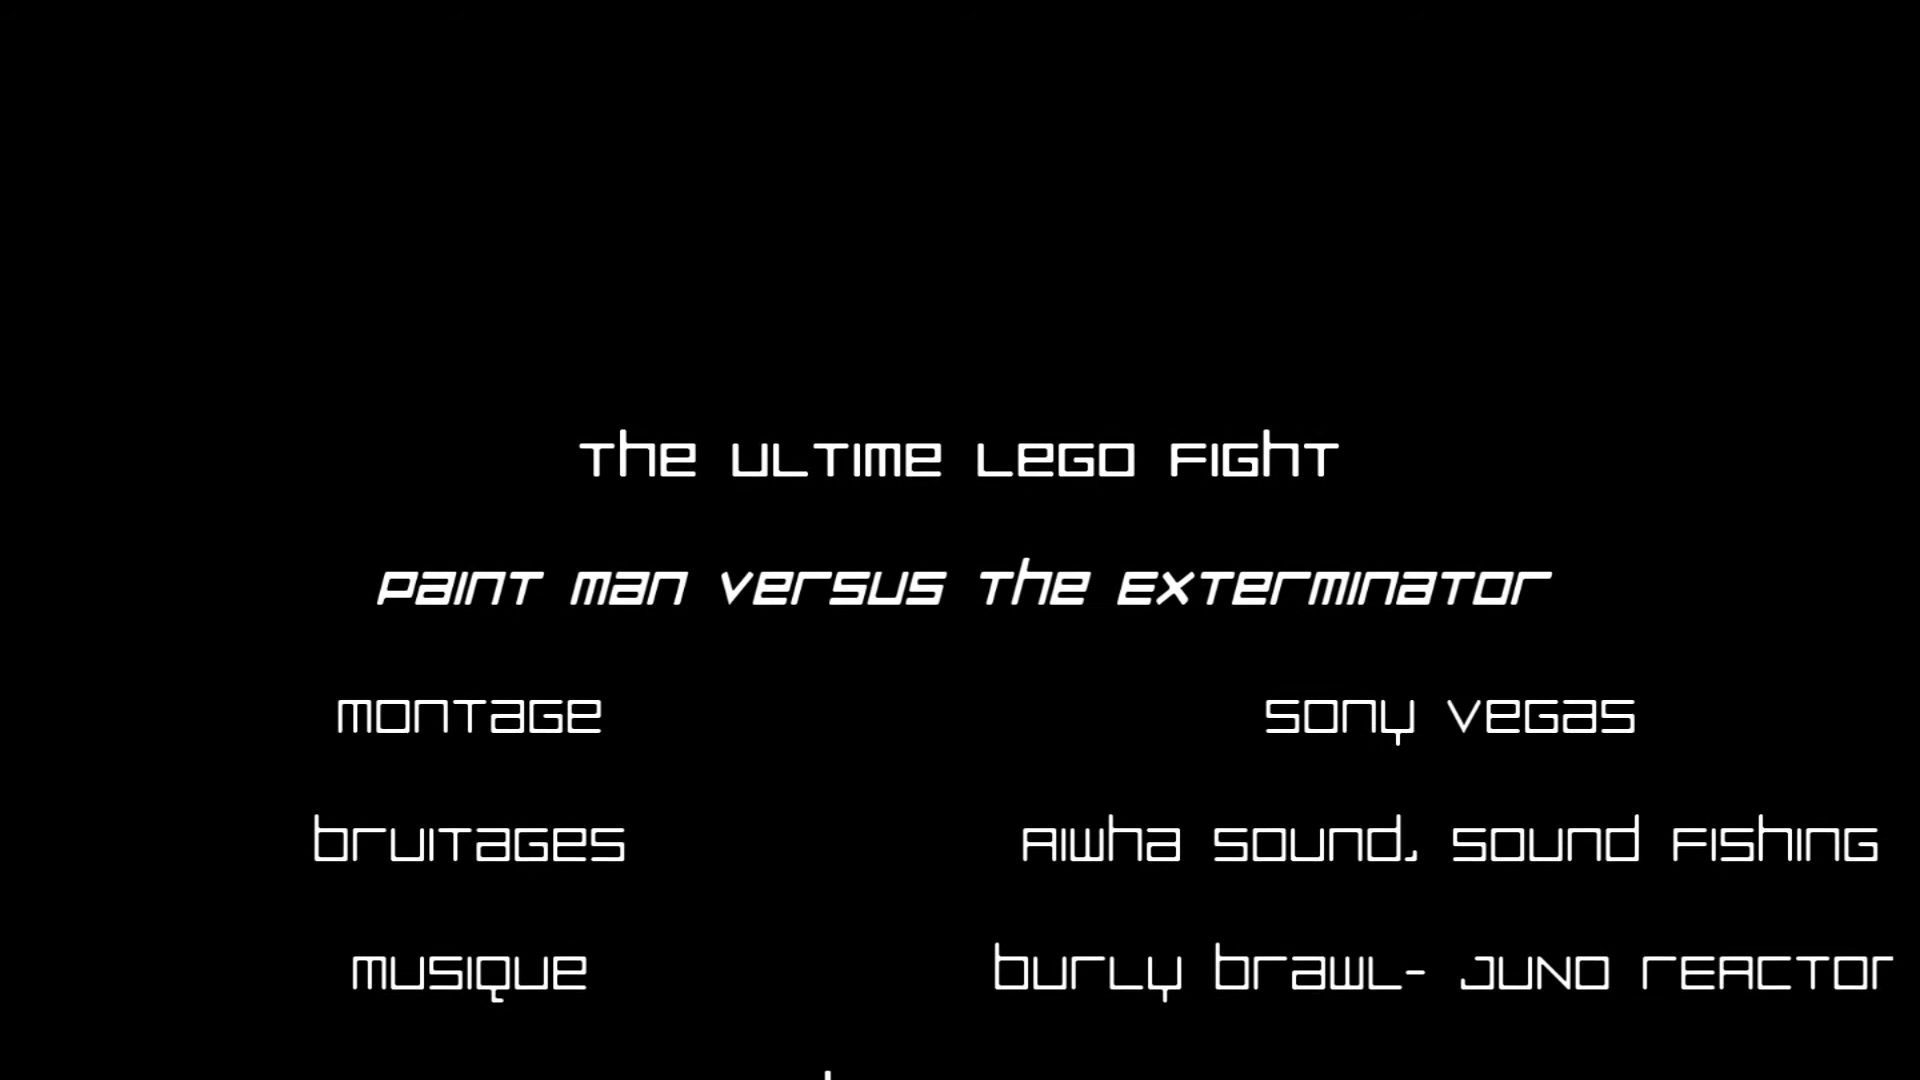 The ultime lego fight
Paint man versus the exterminator
Montage Sony Vegas
Bruitages Aiwha sound, sound fishing
Musique Burly brawl- Juno reactor